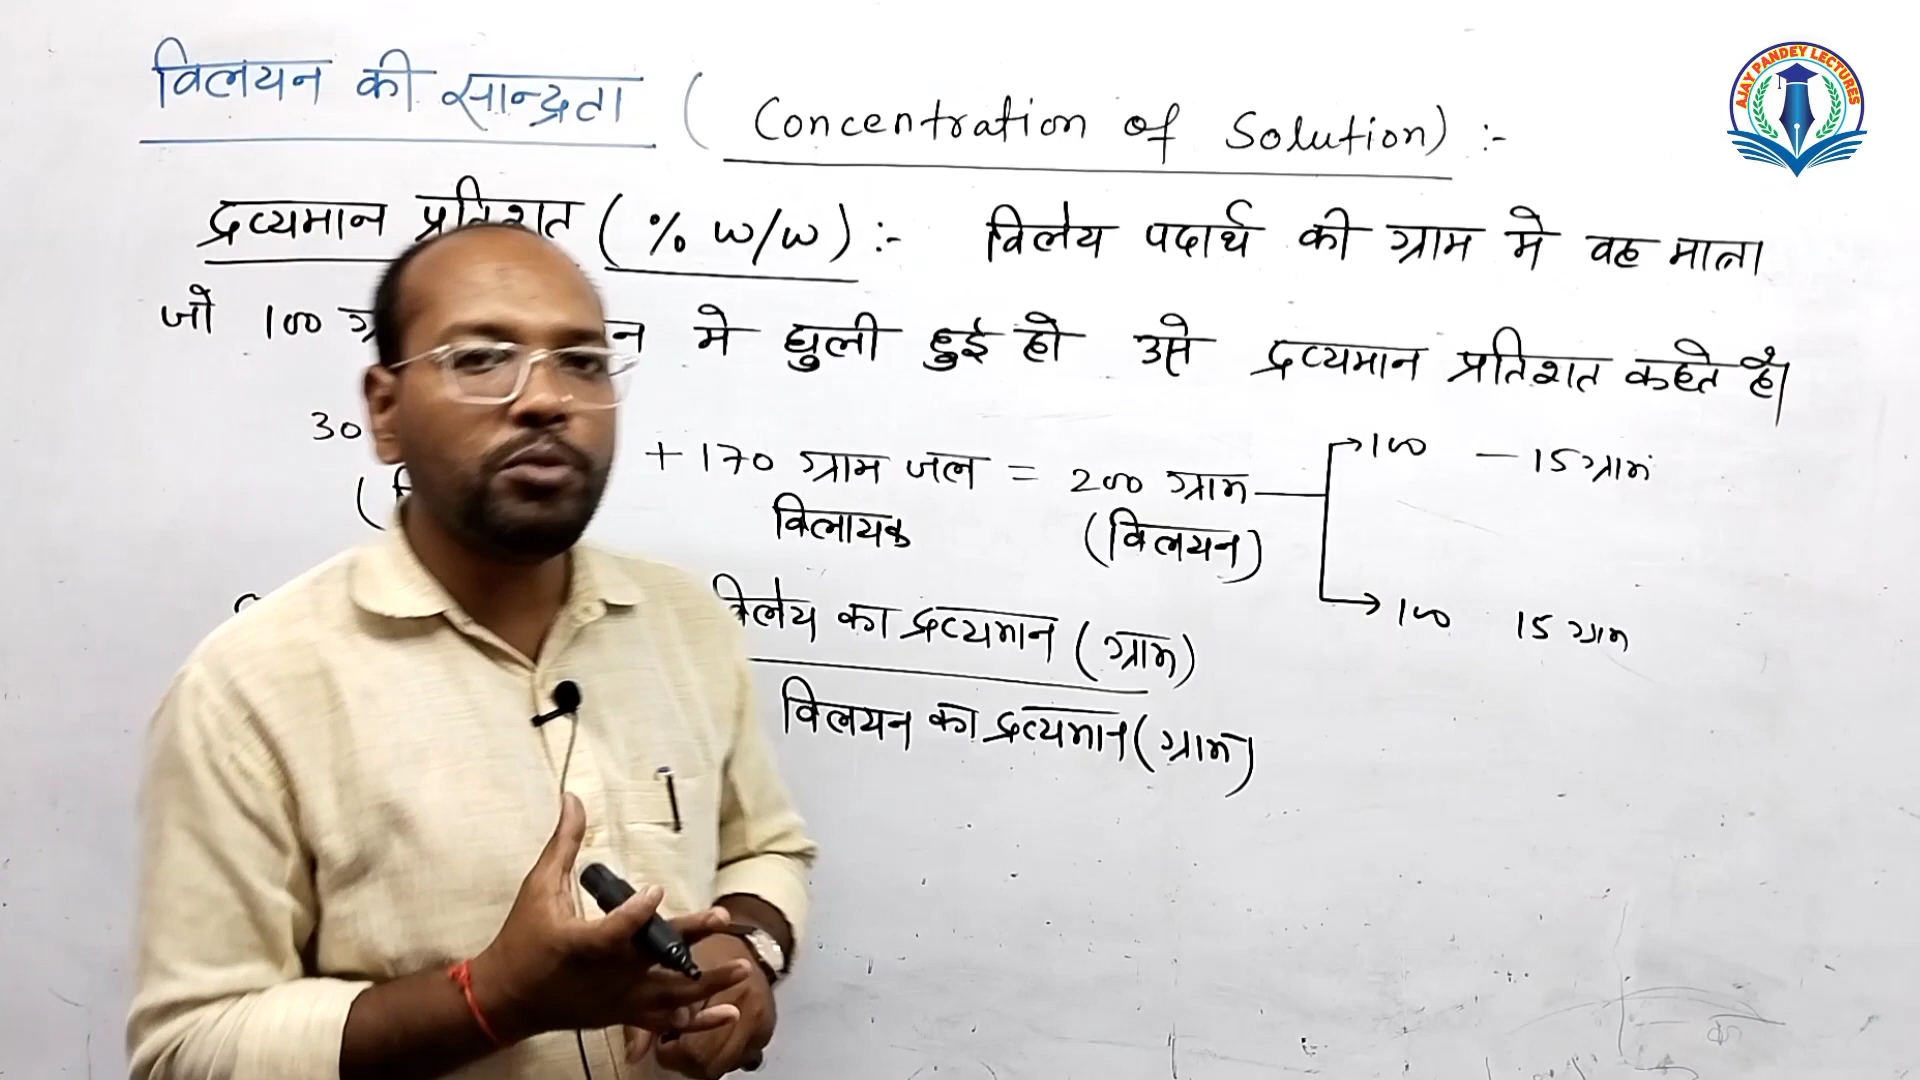 विलयन की सान्द्रता ( Concentration of Solution) :-
AJAY PANDEY LECTURES
द्रव्यमान प्रतिशत ( % w/w ) :- विलेय पदार्थ की ग्राम मे वह मात्रा
जो 100 मे घुली हुई हो उसे द्रव्यमान प्रतिशत कहते है।
30 + 170 ग्राम जल = 200 ग्राम → 100 — 15 ग्राम
विलायक (विलयन)
→ 100 15 ग्राम
विलेय का द्रव्यमान (ग्राम)
विलयन का द्रव्यमान (ग्राम)